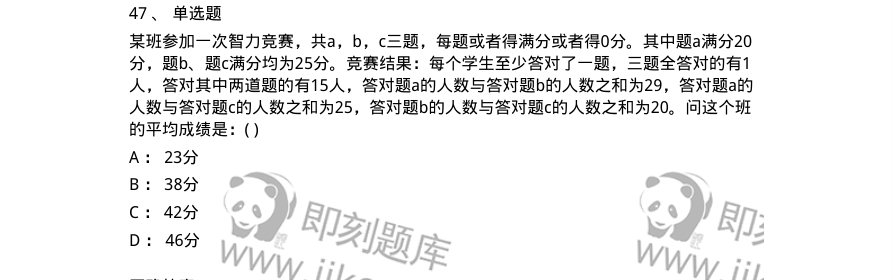 47 、 单选题
某班参加一次智力竞赛，共a，b，c三题，每题或者得满分或者得0分。其中题a满分20
分，题b、题c满分均为25分。竞赛结果：每个学生至少答对了一题，三题全答对的有1
人，答对其中两道题的有15人，答对题a的人数与答对题b的人数之和为29，答对题a的
人数与答对题c的人数之和为25，答对题b的人数与答对题c的人数之和为20。问这个班
的平均成绩是：( )
A ： 23分
B ： 38分
C ： 42分
D ： 46分
即刻题库
即刻题